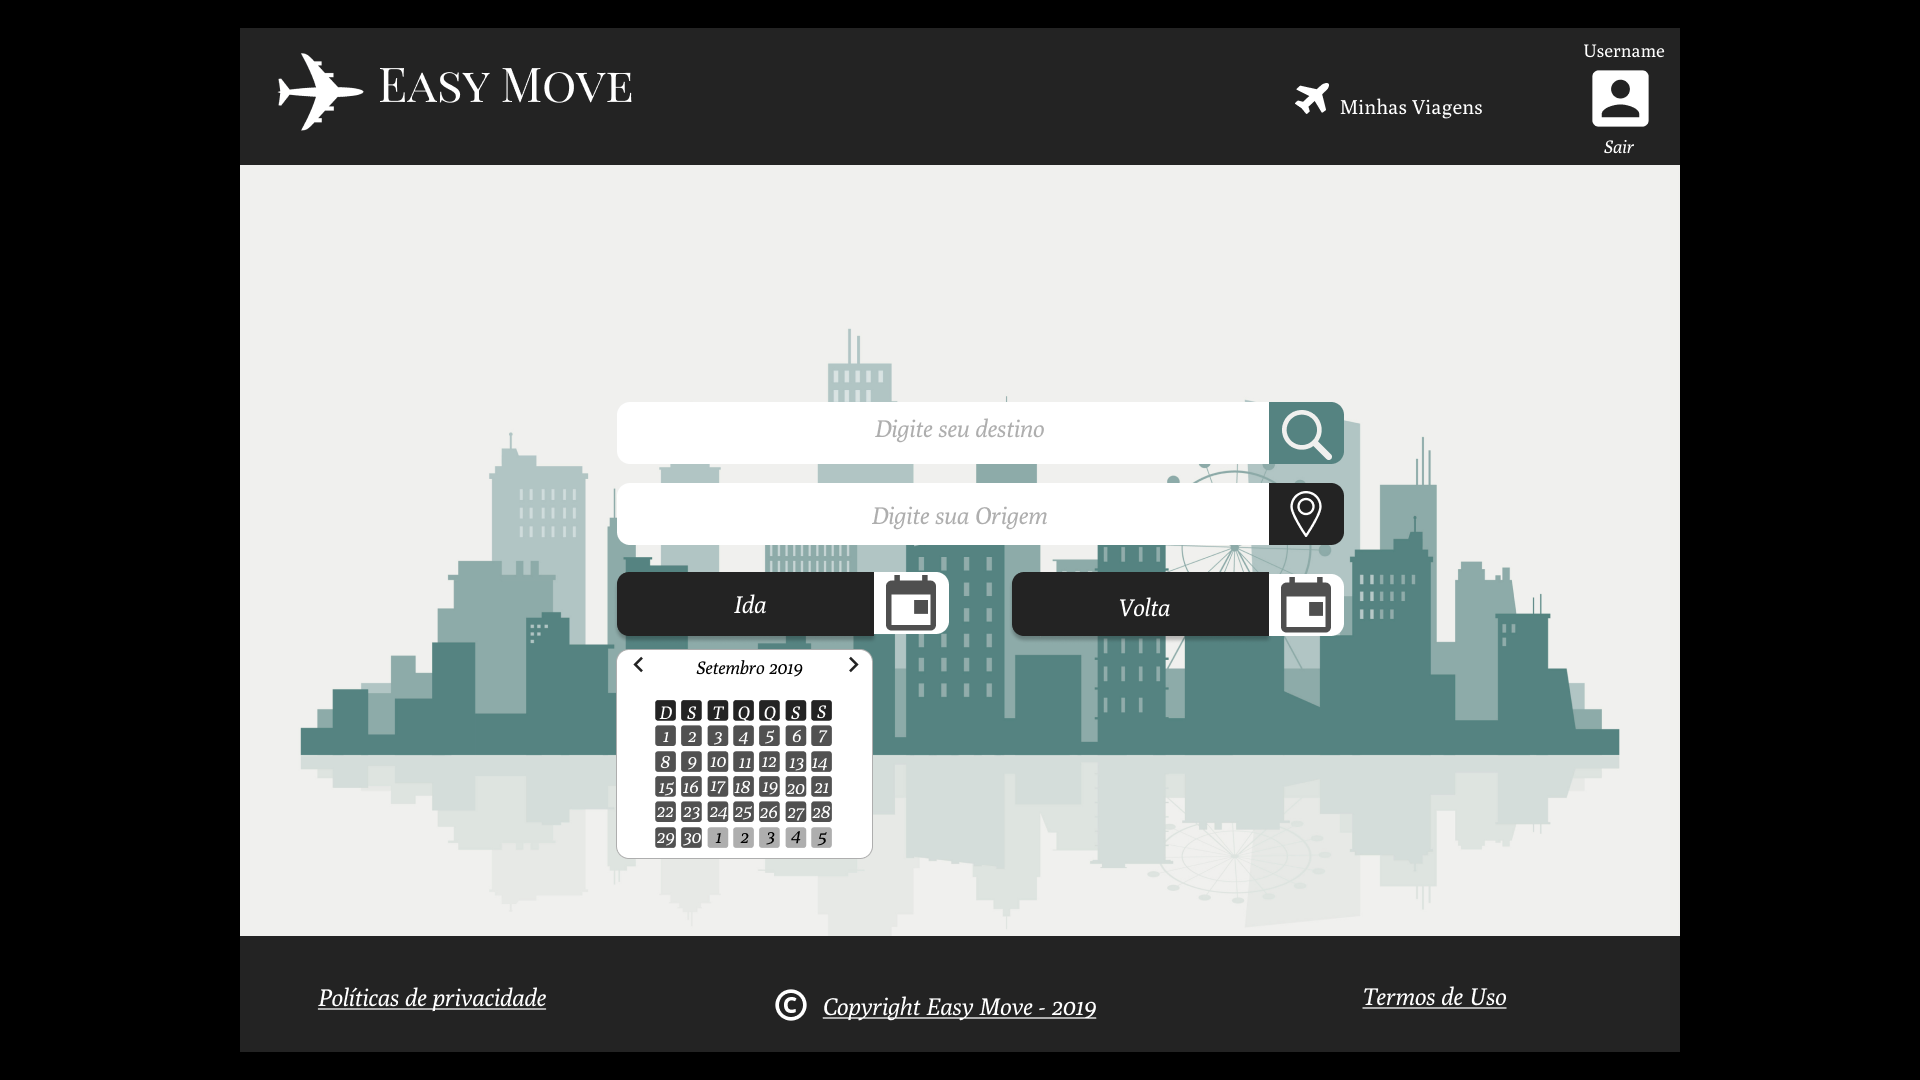 EASY MOVE
Username
Minhas Viagens
Sair
Digite seu destino
Digite sua Origem
Ida
Volta
Setembro 2019
D S T Q Q S S
1 2 3 4 5 6 7
8 9 10 11 12 13 14
15 16 17 18 19 20 21
22 23 24 25 26 27 28
29 30 1 2 3 4 5
Políticas de privacidade
© Copyright Easy Move - 2019
Termos de Uso